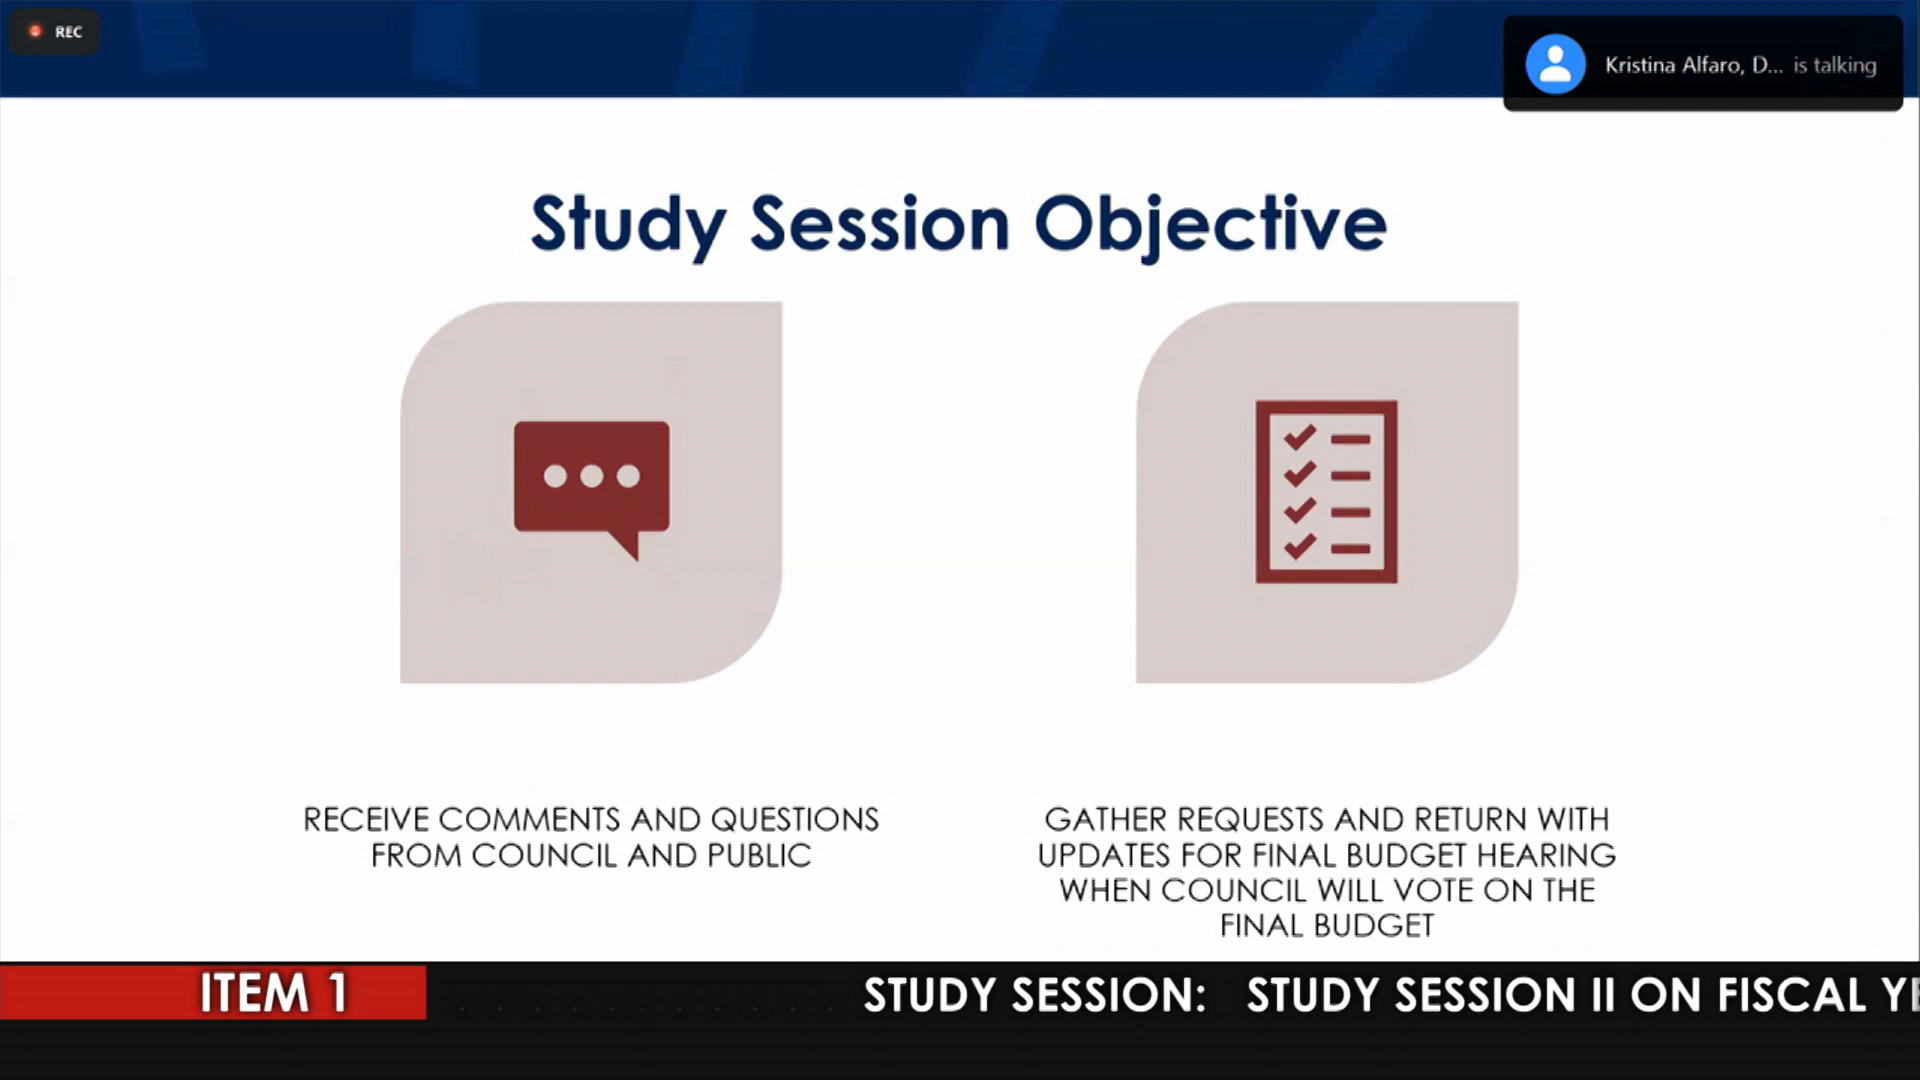 REC
Kristina Alfaro, D... is talking
Study Session Objective
RECEIVE COMMENTS AND QUESTIONS
FROM COUNCIL AND PUBLIC
GATHER REQUESTS AND RETURN WITH
UPDATES FOR FINAL BUDGET HEARING
WHEN COUNCIL WILL VOTE ON THE
FINAL BUDGET
ITEM 1
STUDY SESSION: STUDY SESSION II ON FISCAL